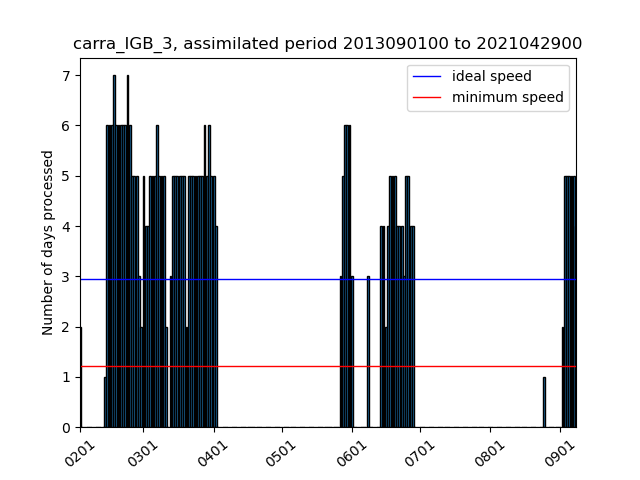 carra_IGB_3, assimilated period 2013090100 to 2021042900
ideal speed
minimum speed
Number of days processed
7
6
5
4
3
2
1
0
0201 0301 0401 0501 0601 0701 0801 0901